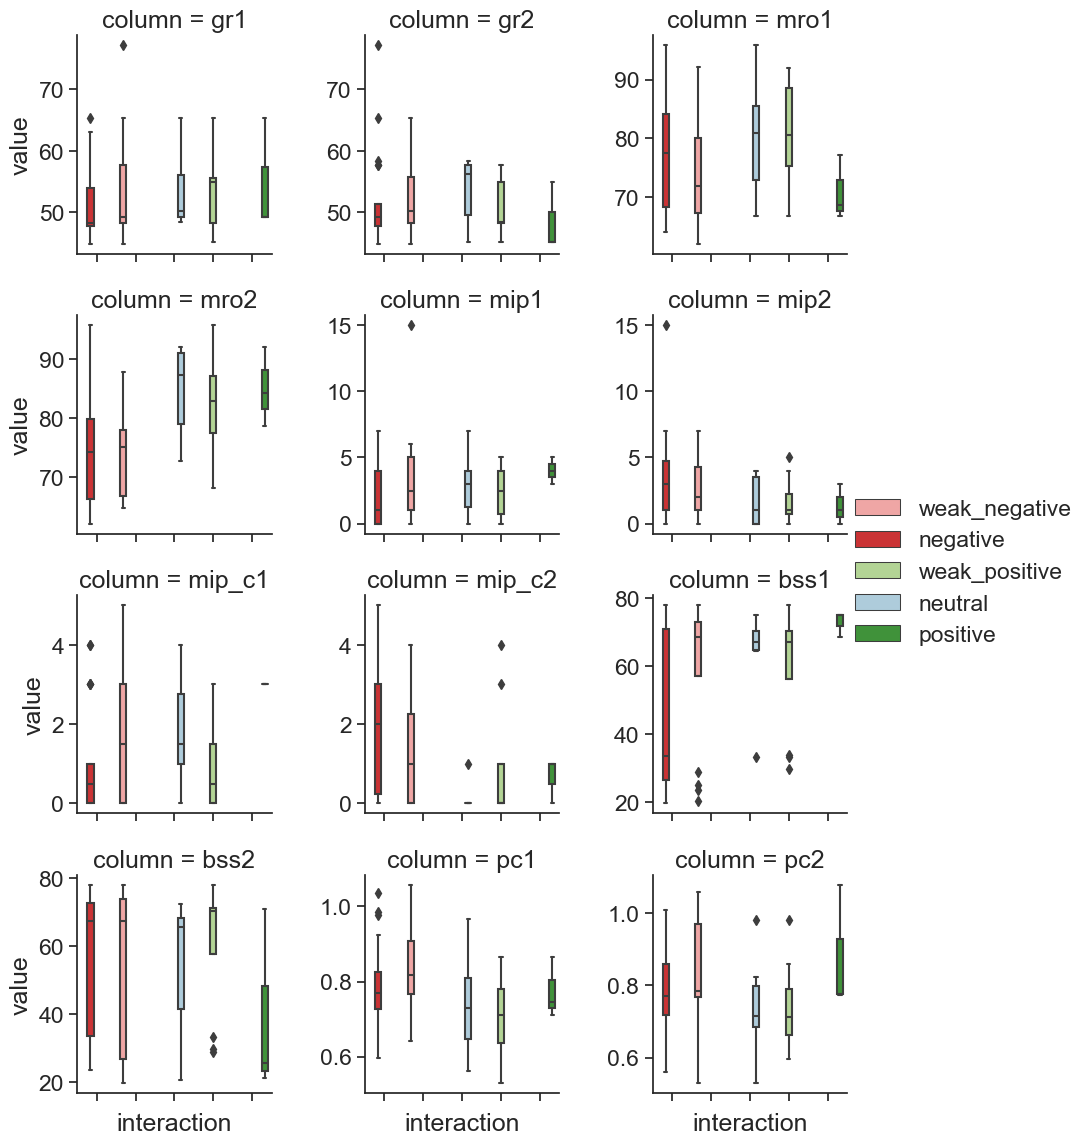 column = gr1
column = gr2
column = mro1
value
70
60
50
70
60
50
90
80
70
column = mro2
column = mip1
column = mip2
value
90
80
70
15
10
5
0
15
10
5
0
weak_negative
negative
weak_positive
neutral
positive
column = mip_c1
column = mip_c2
column = bss1
value
4
2
0
4
2
0
80
60
40
20
column = bss2
column = pc1
column = pc2
value
80
60
40
20
1.0
0.8
0.6
1.0
0.8
0.6
interaction
interaction
interaction